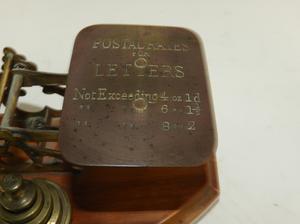 POSTAL RATES
FOR
LETTERS
Not Exceeding 4 oz 1d
" " 6 " 1½
" " 8 " 2